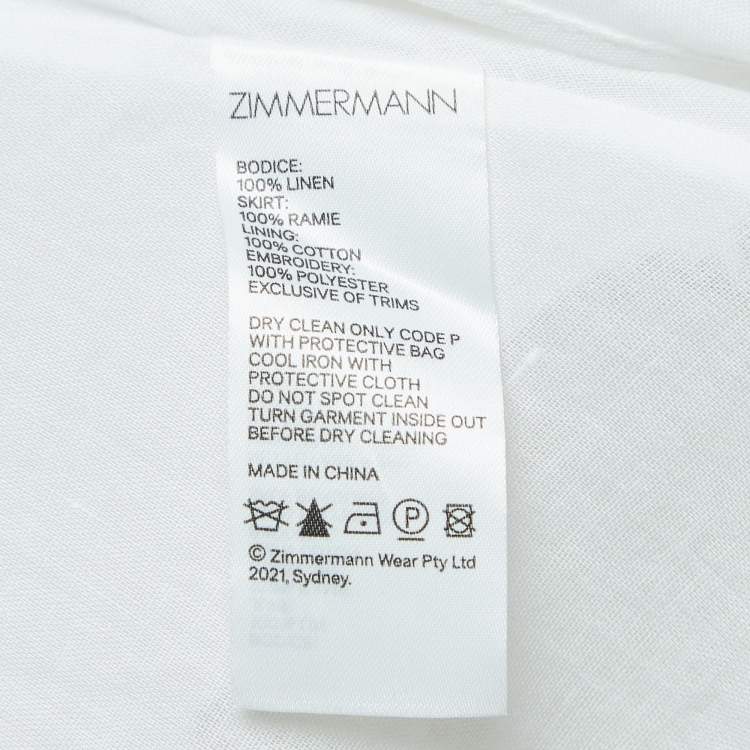 ZIMMERMANN
BODICE:
100% LINEN
SKIRT:
100% RAMIE
LINING:
100% COTTON
EMBROIDERY:
100% POLYESTER
EXCLUSIVE OF TRIMS
DRY CLEAN ONLY CODE P
WITH PROTECTIVE BAG
COOL IRON WITH
PROTECTIVE CLOTH
DO NOT SPOT CLEAN
TURN GARMENT INSIDE OUT
BEFORE DRY CLEANING
MADE IN CHINA
P
© Zimmermann Wear Pty Ltd
2021, Sydney.